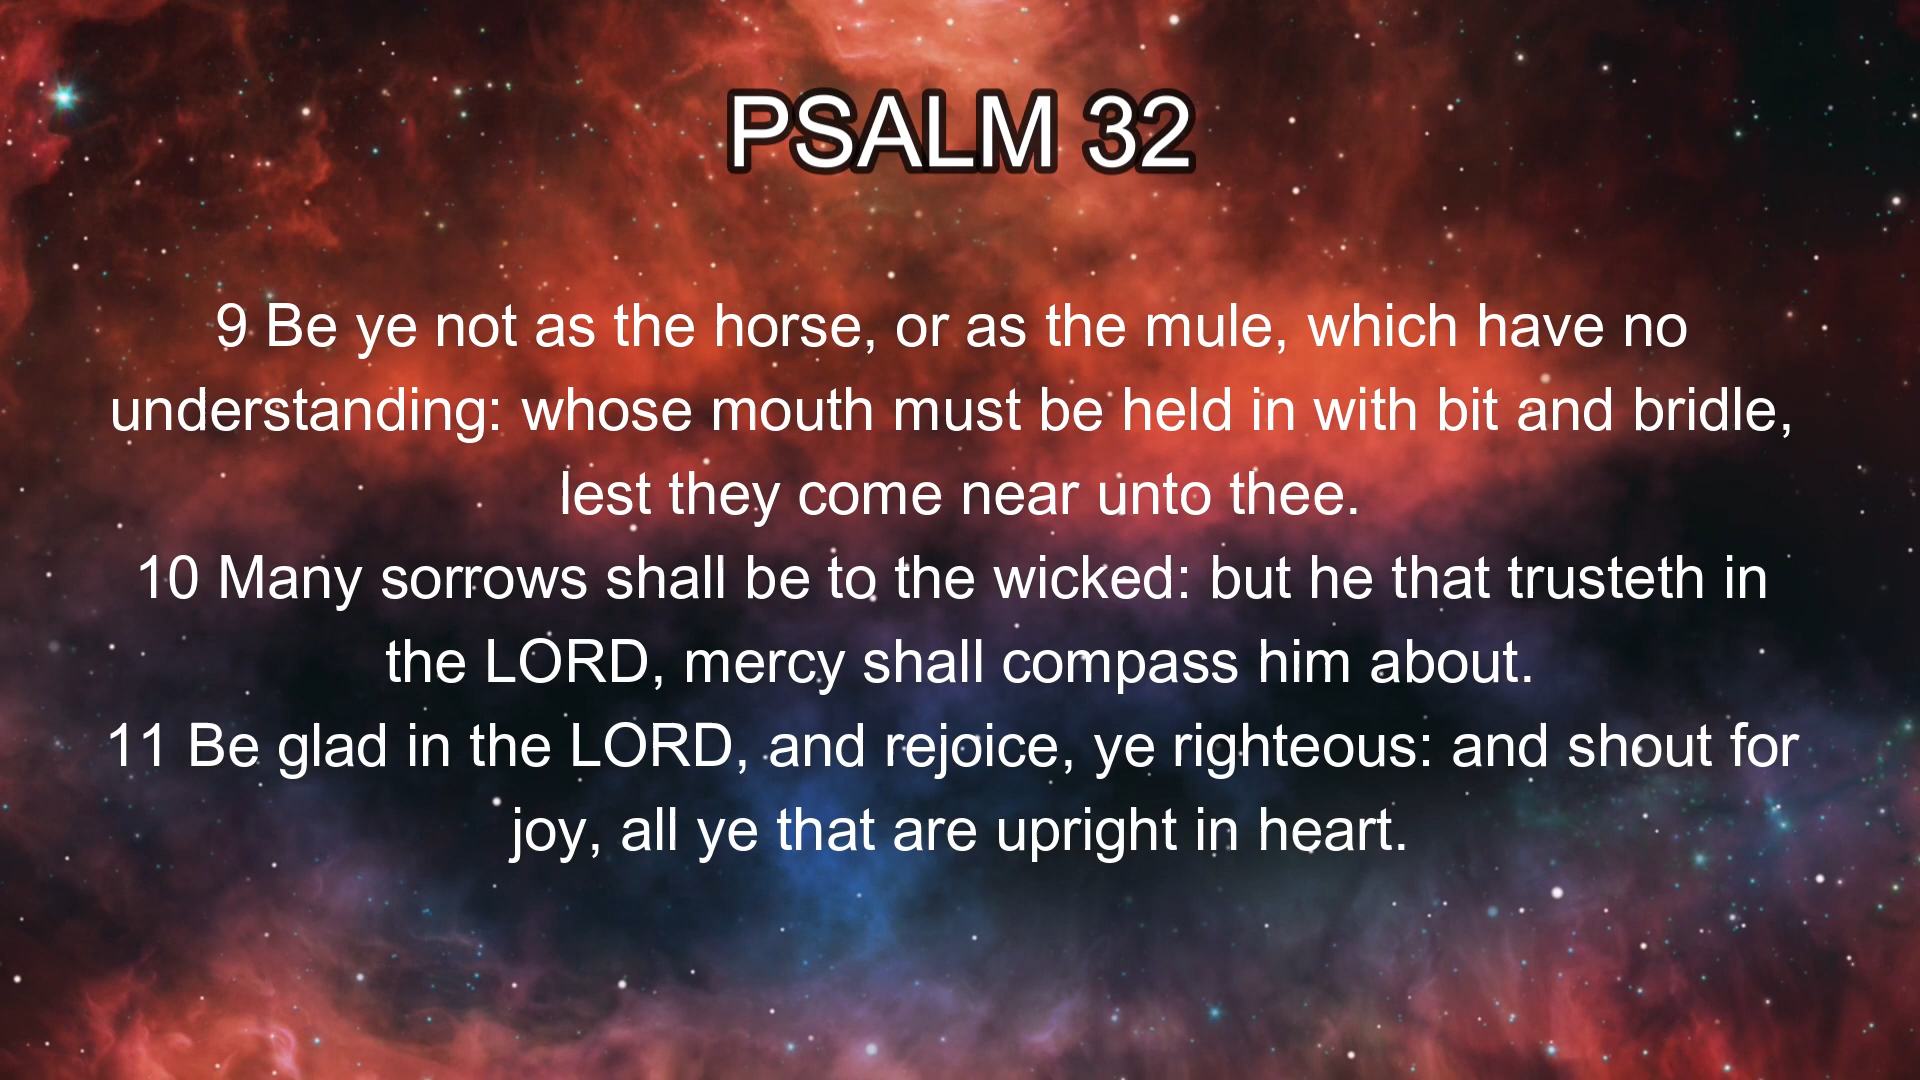 PSALM 32
9 Be ye not as the horse, or as the mule, which have no
understanding: whose mouth must be held in with bit and bridle,
lest they come near unto thee.
10 Many sorrows shall be to the wicked: but he that trusteth in
the LORD, mercy shall compass him about.
11 Be glad in the LORD, and rejoice, ye righteous: and shout for
joy, all ye that are upright in heart.